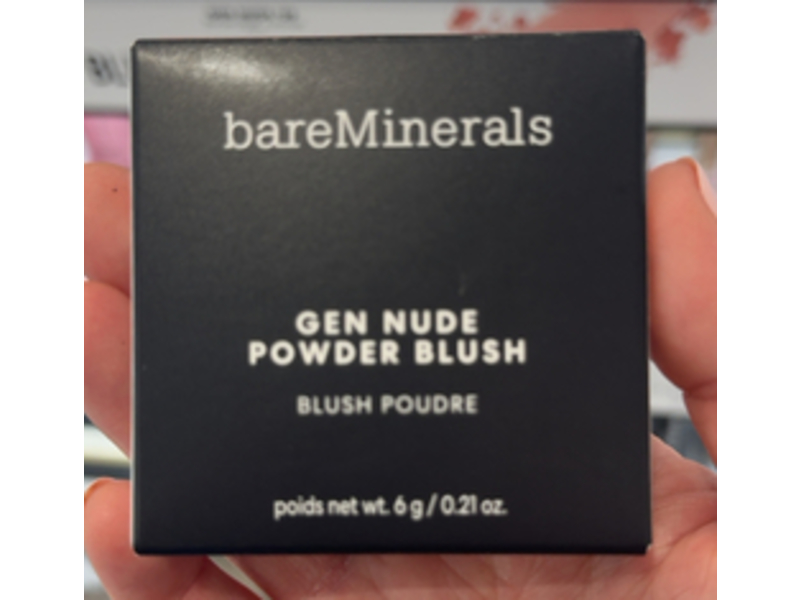 bareMinerals
GEN NUDE
POWDER BLUSH
BLUSH POUDRE
poids net wt. 6 g / 0.21 oz.